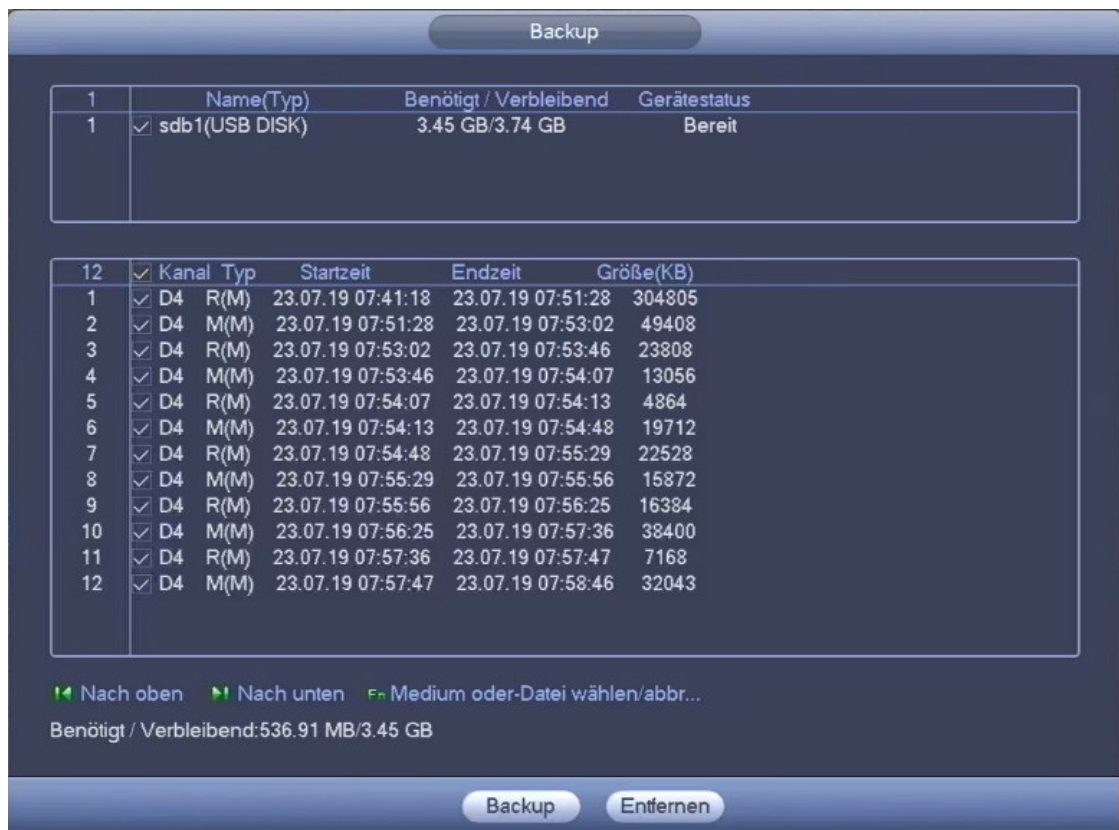 Backup
1 Name(Typ) Benötigt / Verbleibend Gerätestatus
1 sdb1(USB DISK) 3.45 GB/3.74 GB Bereit
12 Kanal Typ Startzeit Endzeit Größe(KB)
1 D4 R(M) 23.07.19 07:41:18 23.07.19 07:51:28 304805
2 D4 M(M) 23.07.19 07:51:28 23.07.19 07:53:02 49408
3 D4 R(M) 23.07.19 07:53:02 23.07.19 07:53:46 23808
4 D4 M(M) 23.07.19 07:53:46 23.07.19 07:54:07 13056
5 D4 R(M) 23.07.19 07:54:07 23.07.19 07:54:13 4864
6 D4 M(M) 23.07.19 07:54:13 23.07.19 07:54:48 19712
7 D4 R(M) 23.07.19 07:54:48 23.07.19 07:55:29 22528
8 D4 M(M) 23.07.19 07:55:29 23.07.19 07:55:56 15872
9 D4 R(M) 23.07.19 07:55:56 23.07.19 07:56:25 16384
10 D4 M(M) 23.07.19 07:56:25 23.07.19 07:57:36 38400
11 D4 R(M) 23.07.19 07:57:36 23.07.19 07:57:47 7168
12 D4 M(M) 23.07.19 07:57:47 23.07.19 07:58:46 32043
Nach oben Nach unten Fn Medium oder-Datei wählen/abbr...
Benötigt / Verbleibend:536.91 MB/3.45 GB
Backup Entfernen